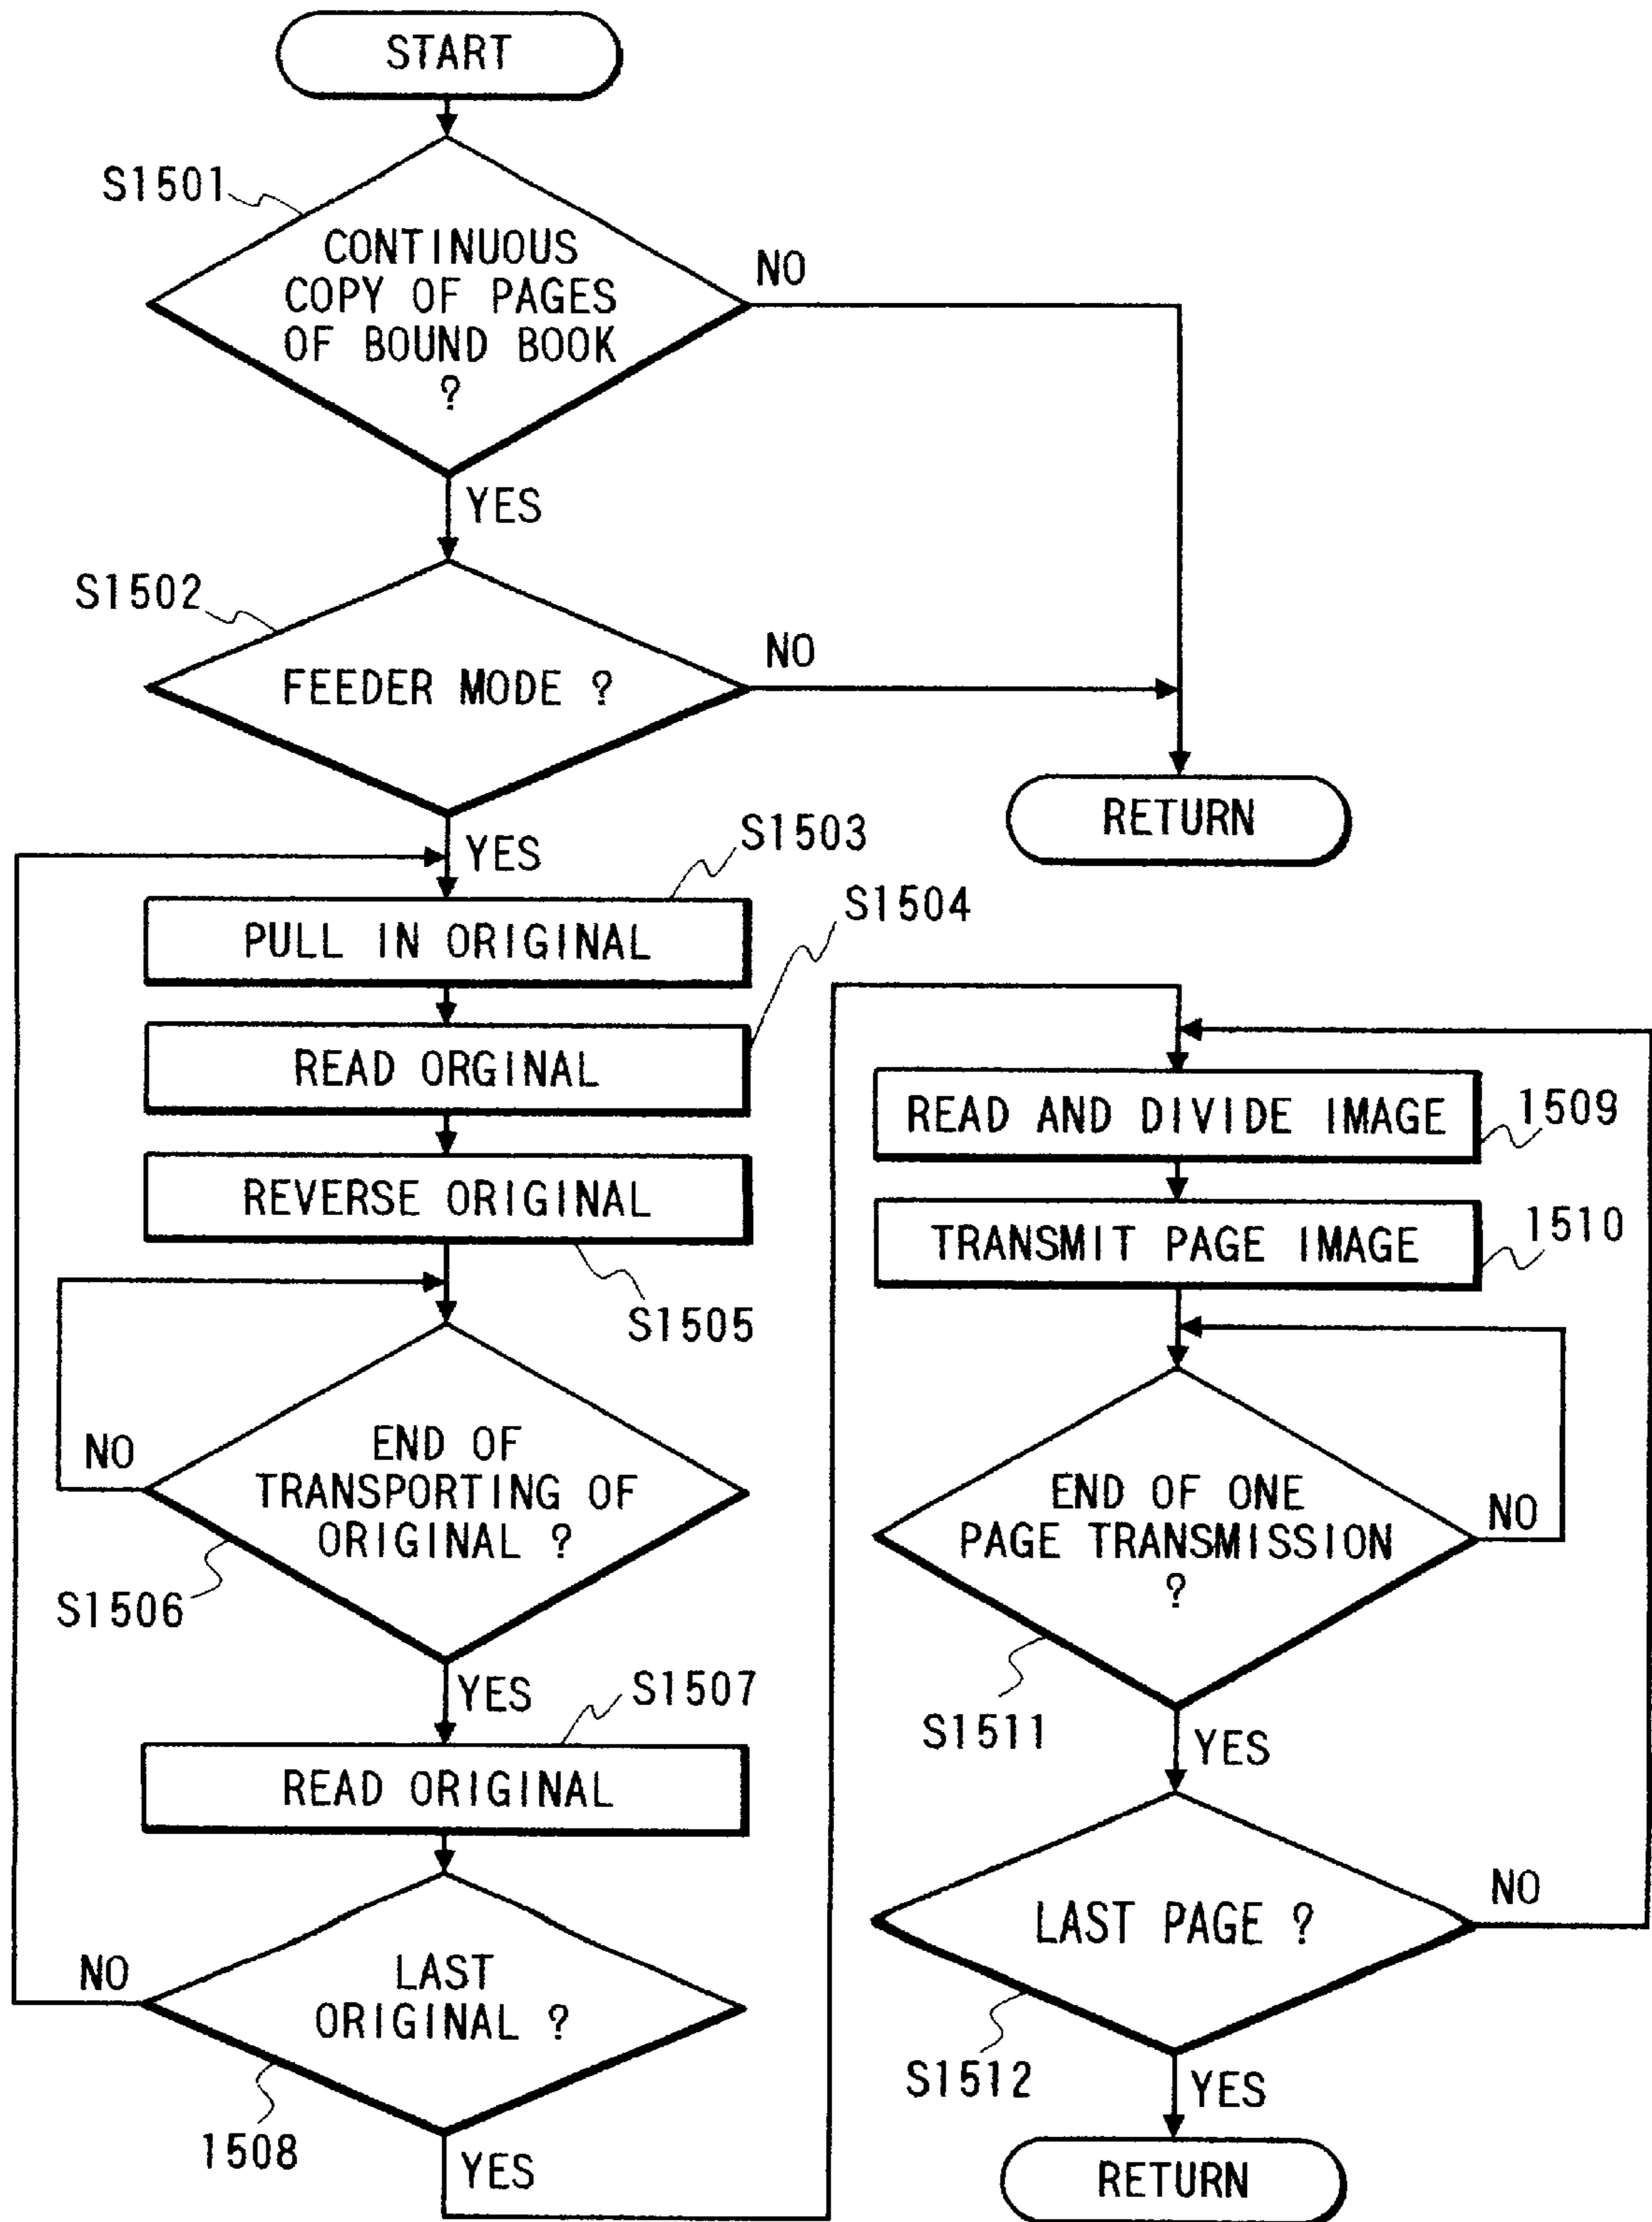 START
S1501
CONTINUOUS
COPY OF PAGES
OF BOUND BOOK
?
NO
YES
S1502
FEEDER MODE ?
NO
RETURN
YES
S1503
PULL IN ORIGINAL
S1504
READ ORGINAL
REVERSE ORIGINAL
S1505
END OF
TRANSPORTING OF
ORIGINAL ?
NO
S1506
YES
S1507
READ ORIGINAL
LAST
ORIGINAL ?
NO
1508
YES
READ AND DIVIDE IMAGE
1509
TRANSMIT PAGE IMAGE
1510
END OF ONE
PAGE TRANSMISSION
?
NO
S1511
YES
LAST PAGE ?
NO
S1512
YES
RETURN